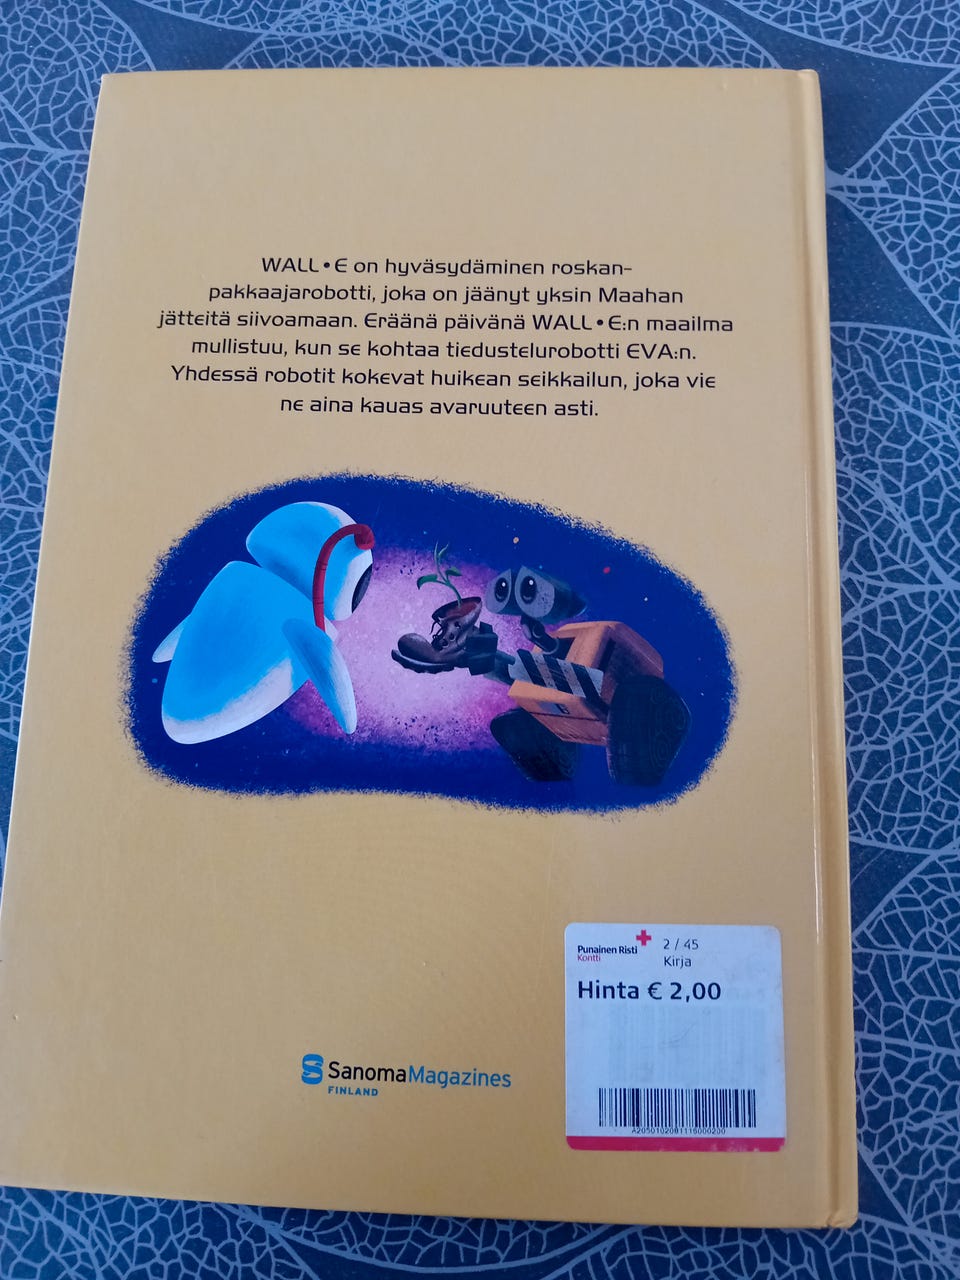 WALL•E on hyväsydäminen roskan-
pakkaajarobotti, joka on jäänyt yksin Maahan
jätteitä siivoamaan. Eräänä päivänä WALL•E:n maailma
mullistuu, kun se kohtaa tiedustelurobotti EVA:n.
Yhdessä robotit kokevat huikean seikkailun, joka vie
ne aina kauas avaruuteen asti.
Punainen Risti
Kontti
2 / 45
Kirja
Hinta € 2,00
A2050102081116000200
SanomaMagazines
FINLAND